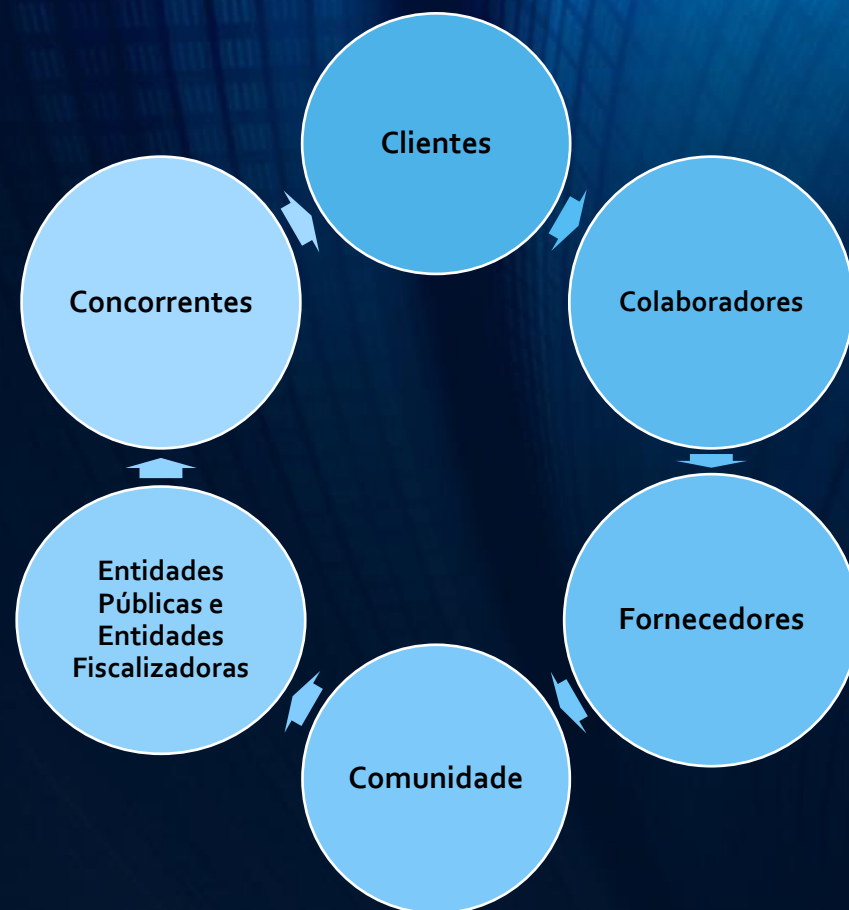 Clientes
Colaboradores
Fornecedores
Comunidade
Entidades
Públicas e
Entidades
Fiscalizadoras
Concorrentes